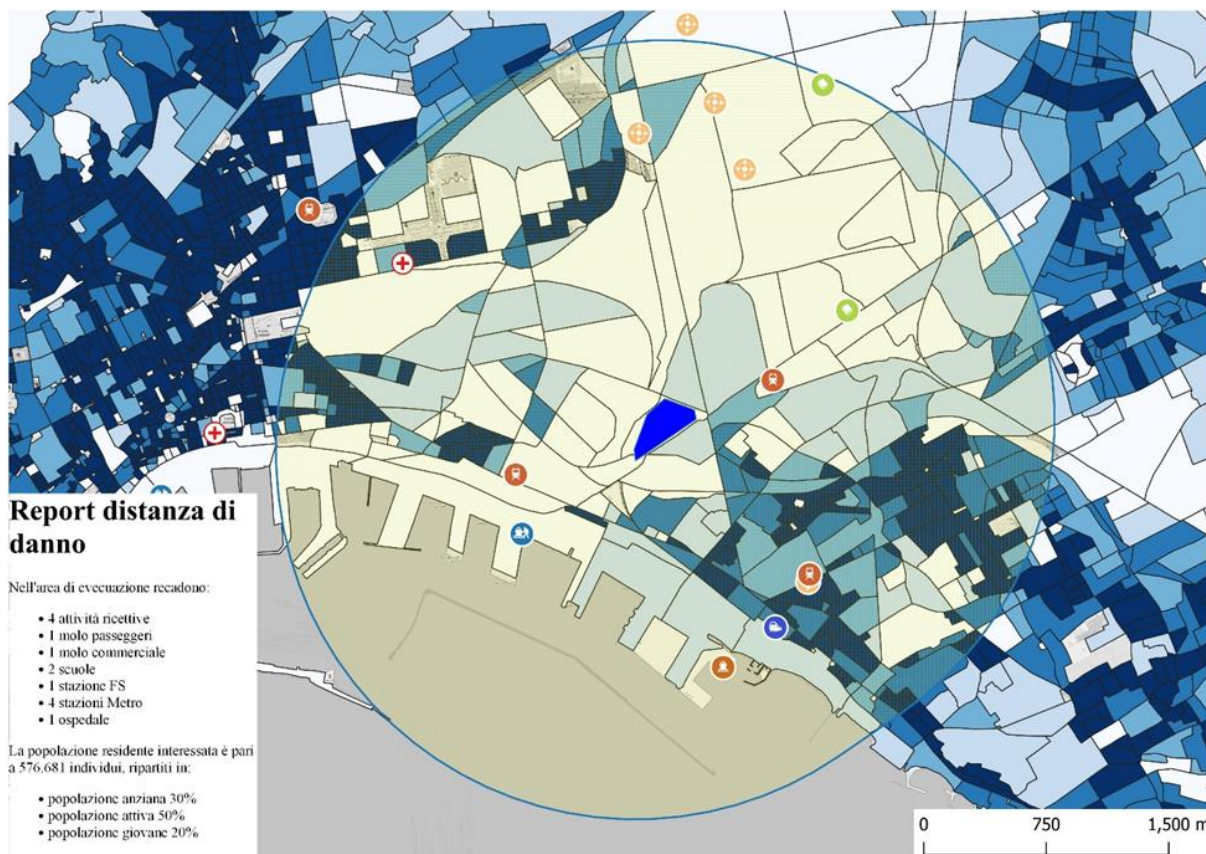 Report distanza di
danno
Nell'area di evecuazione recadono:
• 4 attività ricettive
• 1 molo passeggeri
• 1 molo commerciale
• 2 scuole
• 1 stazione FS
• 4 stazioni Metro
• 1 ospedale
La popolazione residente interessata è pari
a 576,681 individui, ripartiti in:
• popolazione anziana 30%
• popolazione attiva 50%
• popolazione giovane 20%
0 750 1,500 m